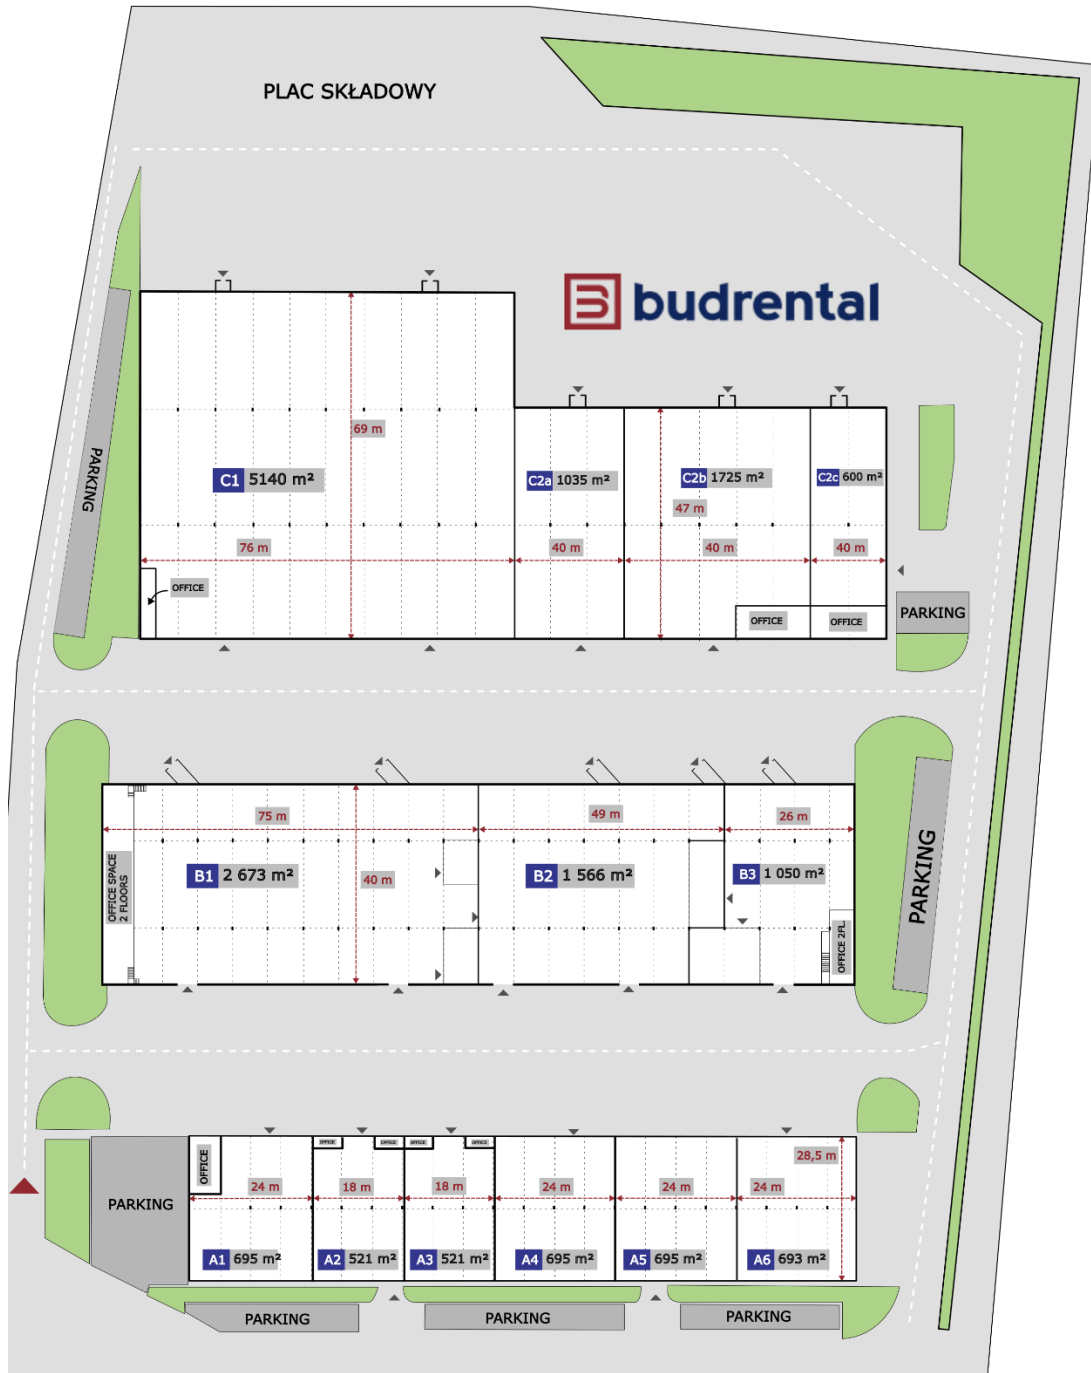 PLAC SKŁADOWY
budrental
PARKING
69 m
C1 5140 m²
C2a 1035 m²
C2b 1725 m²
C2c 600 m²
47 m
76 m
40 m
40 m
40 m
OFFICE
OFFICE
OFFICE
PARKING
75 m
49 m
26 m
OFFICE SPACE
2 FLOORS
B1 2 673 m²
40 m
B2 1 566 m²
B3 1 050 m²
OFFICE 2FL.
PARKING
OFFICE
OFFICE
OFFICE
OFFICE
OFFICE
28,5 m
24 m
18 m
18 m
24 m
24 m
24 m
PARKING
A1 695 m²
A2 521 m²
A3 521 m²
A4 695 m²
A5 695 m²
A6 693 m²
PARKING
PARKING
PARKING